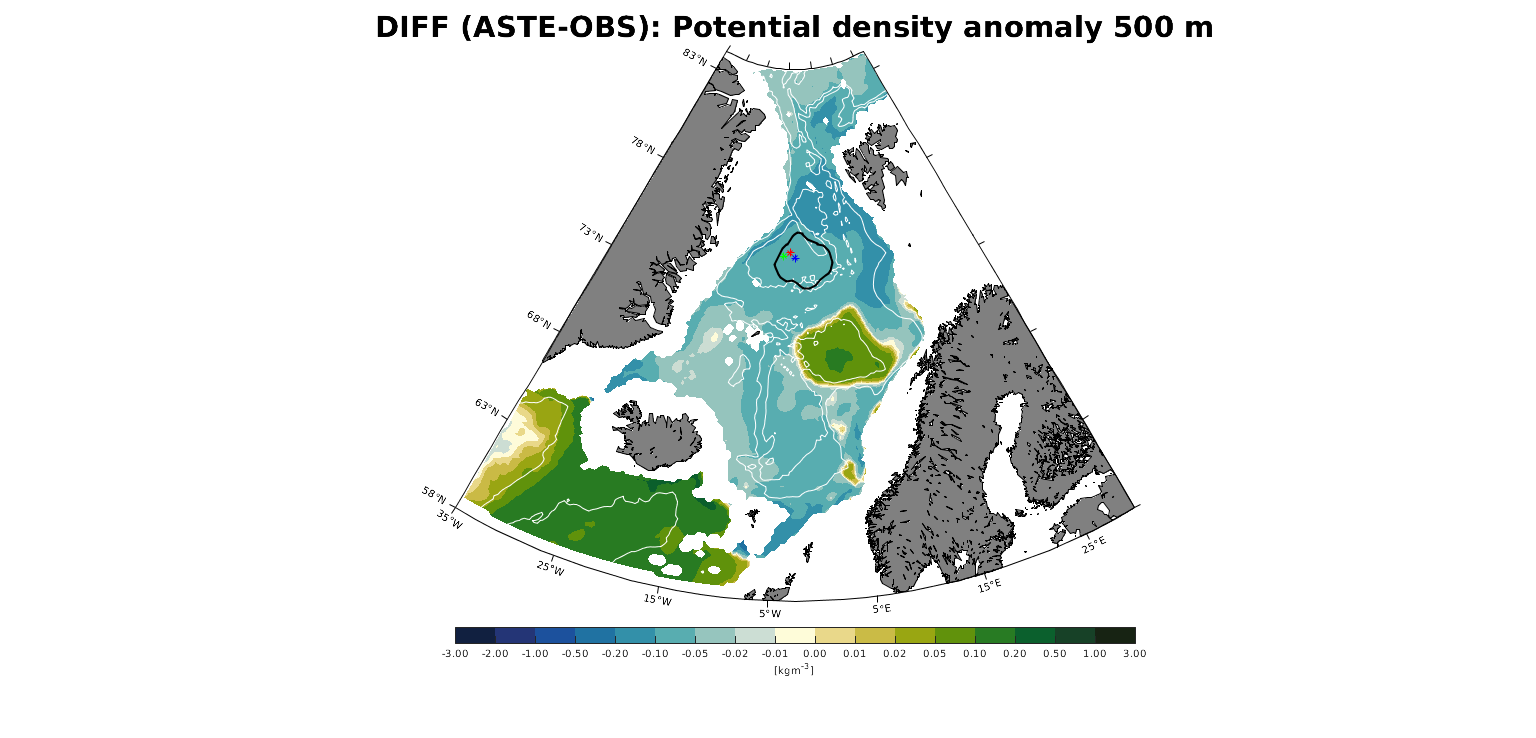 DIFF (ASTE-OBS): Potential density anomaly 500 m
83°N
78°N
73°N
68°N
63°N
58°N
35°W
25°W
15°W
5°W
5°E
15°E
25°E
-3.00 -2.00 -1.00 -0.50 -0.20 -0.10 -0.05 -0.02 -0.01 0.00 0.01 0.02 0.05 0.10 0.20 0.50 1.00 3.00
[kgm⁻³]